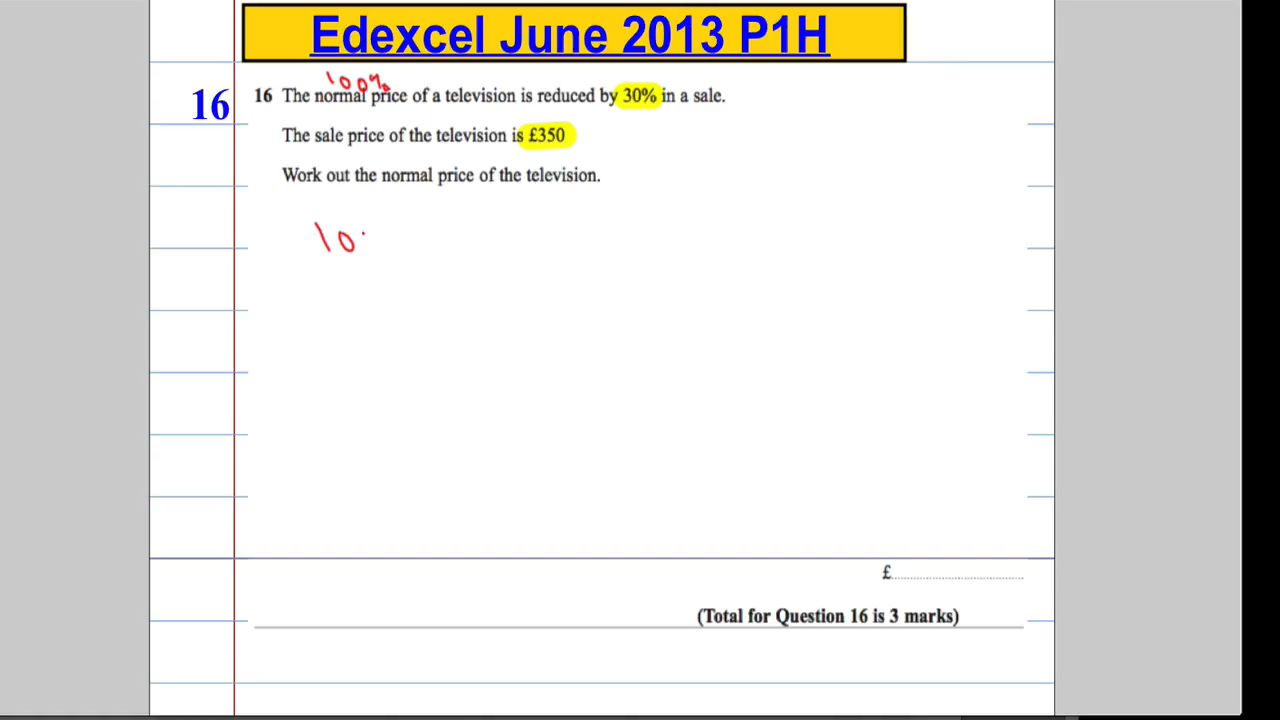 Edexcel June 2013 P1H
100%
16
16 The normal price of a television is reduced by 30% in a sale.
The sale price of the television is £350
Work out the normal price of the television.
10
£
(Total for Question 16 is 3 marks)